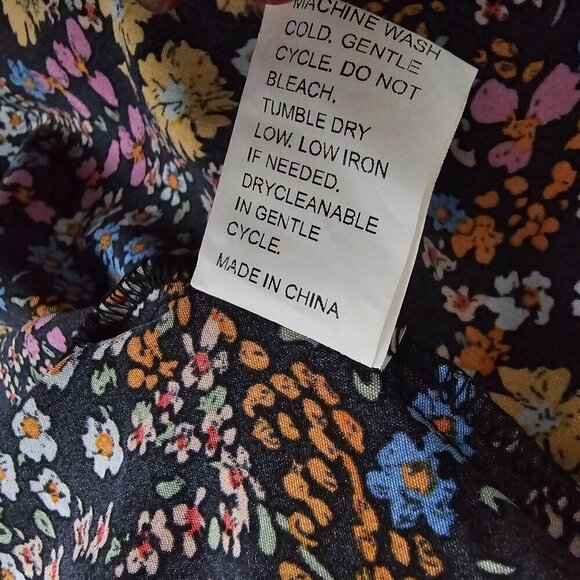 MACHINE WASH
COLD. GENTLE
CYCLE. DO NOT
BLEACH.
TUMBLE DRY
LOW. LOW IRON
IF NEEDED.
DRYCLEANABLE
IN GENTLE
CYCLE.
MADE IN CHINA